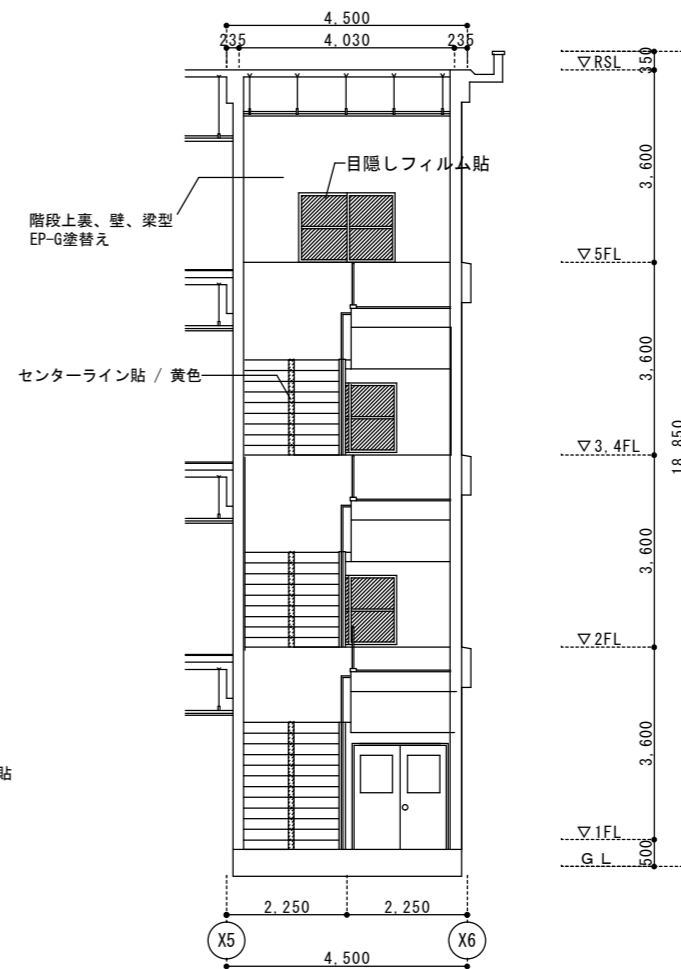 4,500
235
4,030
235
▽RSL
350
3,600
目隠しフィルム貼
階段上裏、壁、梁型
EP-G塗替え
▽5FL
3,600
センターライン貼 / 黄色
▽3,4FL
18,850
3,600
▽2FL
3,600
貼
▽1FL
500
GL
2,250
2,250
X5
X6
4,500